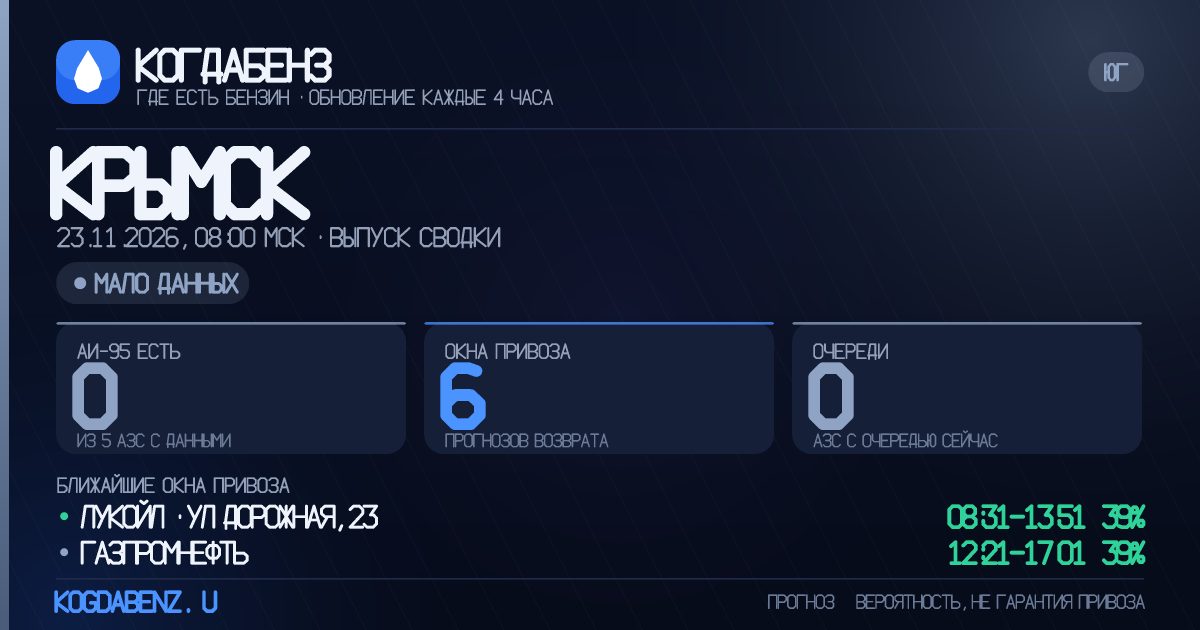 КОГДАБЕНЗ
ГДЕ ЕСТЬ БЕНЗИН · ОБНОВЛЕНИЕ КАЖДЫЕ 4 ЧАСА
ЮГ
КРЫМСК
23.11.2026, 08:00 МСК · ВЫПУСК СВОДКИ
МАЛО ДАННЫХ
АИ-95 ЕСТЬ
0
ИЗ 5 АЗС С ДАННЫМИ
ОКНА ПРИВОЗА
6
ПРОГНОЗОВ ВОЗВРАТА
ОЧЕРЕДИ
0
АЗС С ОЧЕРЕДЬЮ СЕЙЧАС
БЛИЖАЙШИЕ ОКНА ПРИВОЗА
• ЛУКОЙЛ · УЛ ДОРОЖНАЯ, 23 08:31-13:51 39%
• ГАЗПРОМНЕФТЬ 12:21-17:01 39%
KOGDABENZ. U
ПРОГНОЗ ВЕРОЯТНОСТЬ, НЕ ГАРАНТИЯ ПРИВОЗА